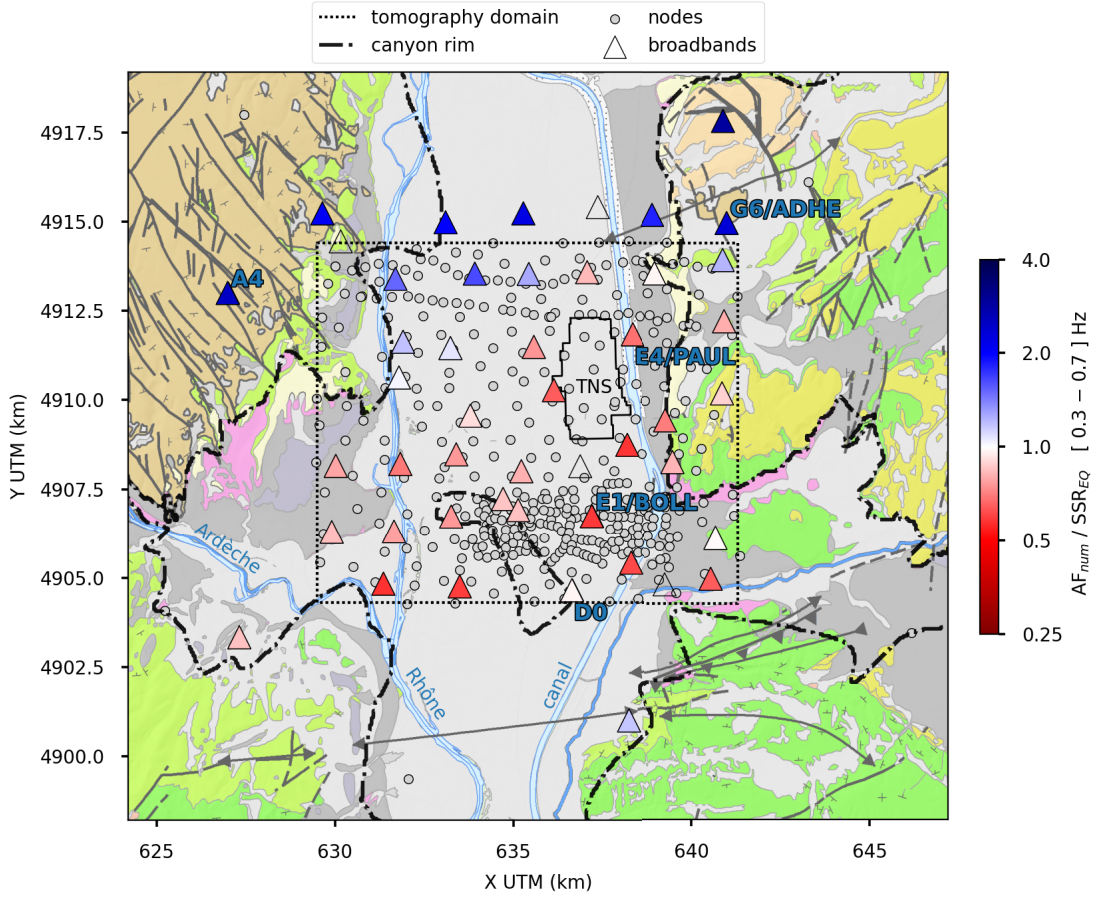 tomography domain
canyon rim
nodes
broadbands
4917.5
4915.0
4912.5
4910.0
4907.5
4905.0
4902.5
4900.0
Y UTM (km)
625
630
635
640
645
X UTM (km)
G6/ADHE
A4
E4/PAUL
TNS
E1/BOLL
D0
Ardèche
Rhône
canal
4.0
2.0
1.0
0.5
0.25
AFnum / SSREQ [ 0.3 − 0.7 ] Hz